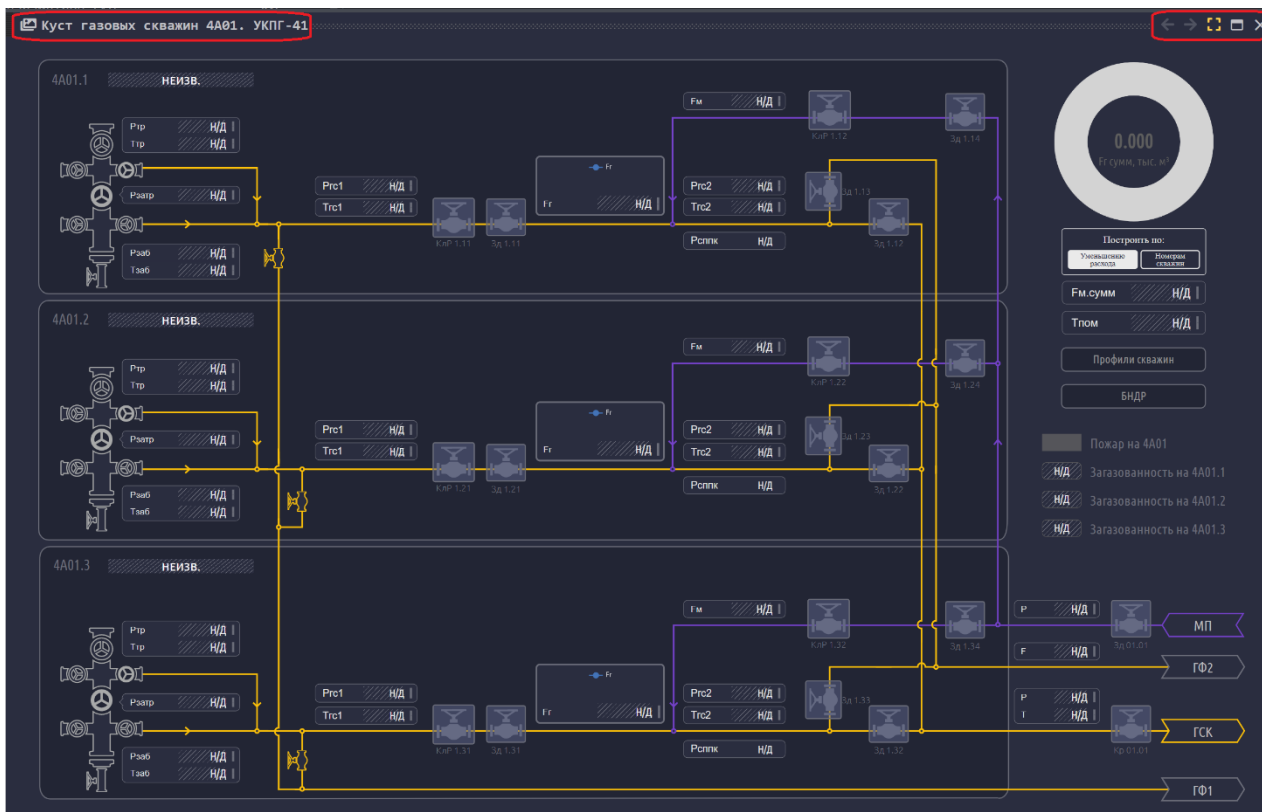 Куст газовых скважин 4А01. УКПГ-41
4А01.1 НЕИЗВ.
Pтр Н/Д
Tтр Н/Д
Pзатр Н/Д
Pзаб Н/Д
Tзаб Н/Д
Prc1 Н/Д
Trc1 Н/Д
КлР 1.11
Зд 1.11
Fг
Fг Н/Д
Fм Н/Д
КлР 1.12
Зд 1.14
Prc2 Н/Д
Trc2 Н/Д
Pсппк Н/Д
Зд 1.13
Зд 1.12
4А01.2 НЕИЗВ.
Pтр Н/Д
Tтр Н/Д
Pзатр Н/Д
Pзаб Н/Д
Tзаб Н/Д
Prc1 Н/Д
Trc1 Н/Д
КлР 1.21
Зд 1.21
Fг
Fг Н/Д
Fм Н/Д
КлР 1.22
Зд 1.24
Prc2 Н/Д
Trc2 Н/Д
Pсппк Н/Д
Зд 1.23
Зд 1.22
4А01.3 НЕИЗВ.
Pтр Н/Д
Tтр Н/Д
Pзатр Н/Д
Pзаб Н/Д
Tзаб Н/Д
Prc1 Н/Д
Trc1 Н/Д
КлР 1.31
Зд 1.31
Fг
Fг Н/Д
Fм Н/Д
КлР 1.32
Зд 1.34
Prc2 Н/Д
Trc2 Н/Д
Pсппк Н/Д
Зд 1.33
Зд 1.32
0.000
Fг сумм, тыс. м³
Построить по:
Уменьшению расхода
Номерам скважин
Fм.сумм Н/Д
Tпом Н/Д
Профили скважин
БНДР
Пожар на 4А01
Н/Д Загазованность на 4А01.1
Н/Д Загазованность на 4А01.2
Н/Д Загазованность на 4А01.3
P Н/Д
Зд 01.01
МП
F Н/Д
ГФ2
P Н/Д
T Н/Д
Кр 01.01
ГСК
ГФ1